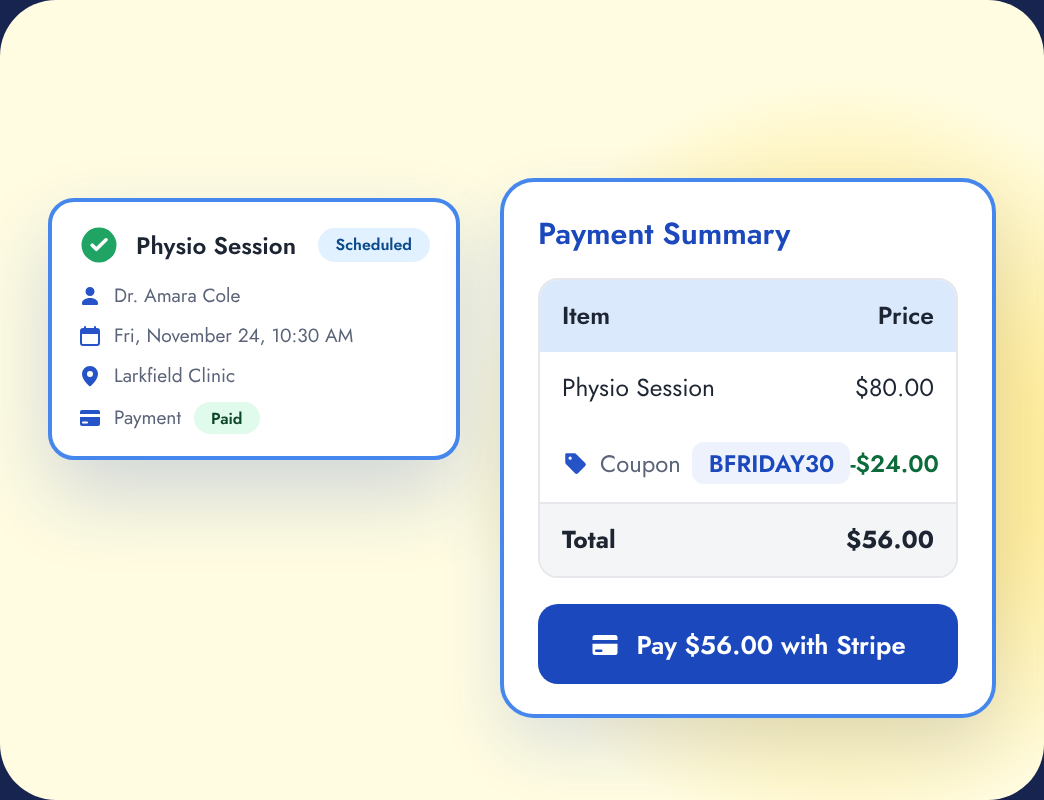 Physio Session Scheduled
Dr. Amara Cole
Fri, November 24, 10:30 AM
Larkfield Clinic
Payment Paid
Payment Summary
Item Price
Physio Session $80.00
Coupon BFRIDAY30 -$24.00
Total $56.00
Pay $56.00 with Stripe